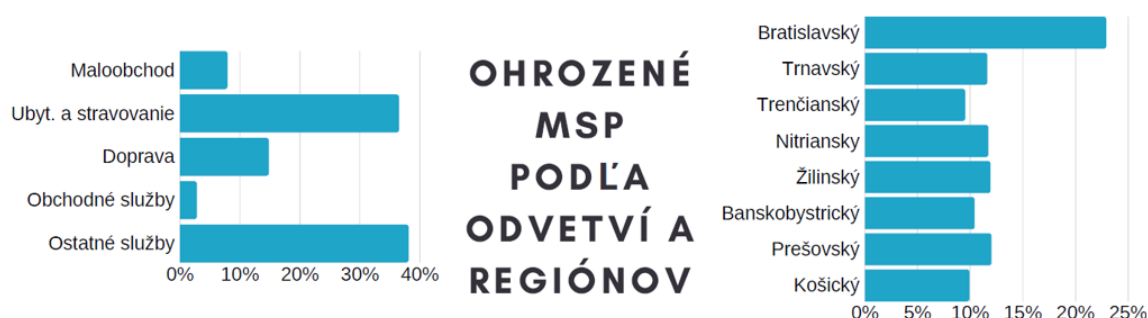 Maloobchod
Ubyt. a stravovanie
Doprava
Obchodné služby
Ostatné služby
0% 10% 20% 30% 40%
OHROZENÉ
MSP
PODĽA
ODVETVÍ A
REGIÓNOV
Bratislavský
Trnavský
Trenčianský
Nitriansky
Žilinský
Banskobystrický
Prešovský
Košický
0% 5% 10% 15% 20% 25%